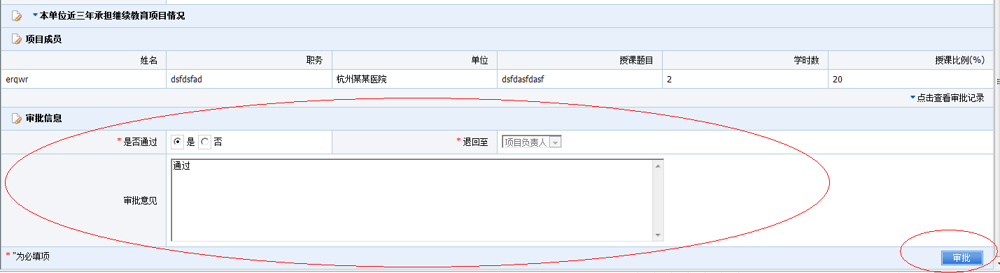 本单位近三年承担继续教育项目情况
项目成员
姓名 职务 单位 授课题目 学时数 授课比例(%)
erqwr dsfdsfad 杭州某某医院 dsfdasfdasf 2 20
点击查看审批记录
审批信息
*是否通过 是 否 *退回至 项目负责人
审批意见 通过
* "为必填项 审批